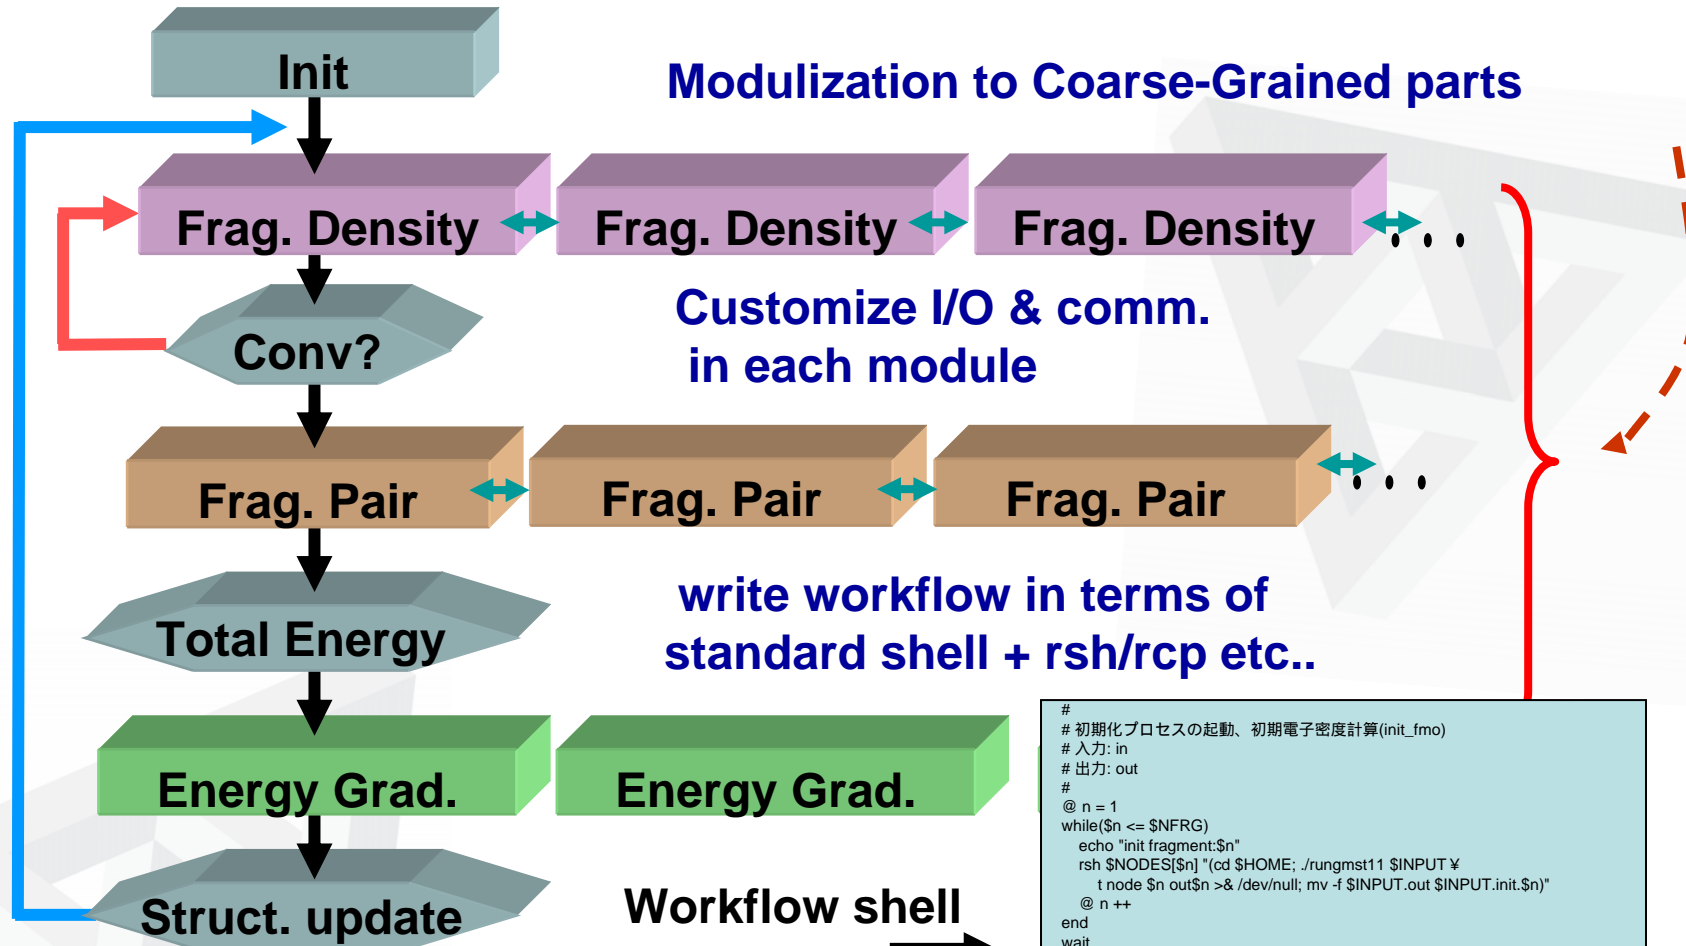 Init
Modulization to Coarse-Grained parts
Frag. Density
Frag. Density
Frag. Density
...
Customize I/O & comm.
in each module
Conv?
Frag. Pair
Frag. Pair
Frag. Pair
...
write workflow in terms of
standard shell + rsh/rcp etc..
Total Energy
Energy Grad.
Energy Grad.
Struct. update
Workflow shell
#
# 初期化プロセスの起動、初期電子密度計算(init_fmo)
# 入力: in
# 出力: out
#
@ n = 1
while($n <= $NFRG)
echo "init fragment:$n"
rsh $NODES[$n] "(cd $HOME; ./rungmst11 $INPUT ¥
t node $n out$n >& /dev/null; mv -f $INPUT.out $INPUT.init.$n)"
@ n ++
end
wait